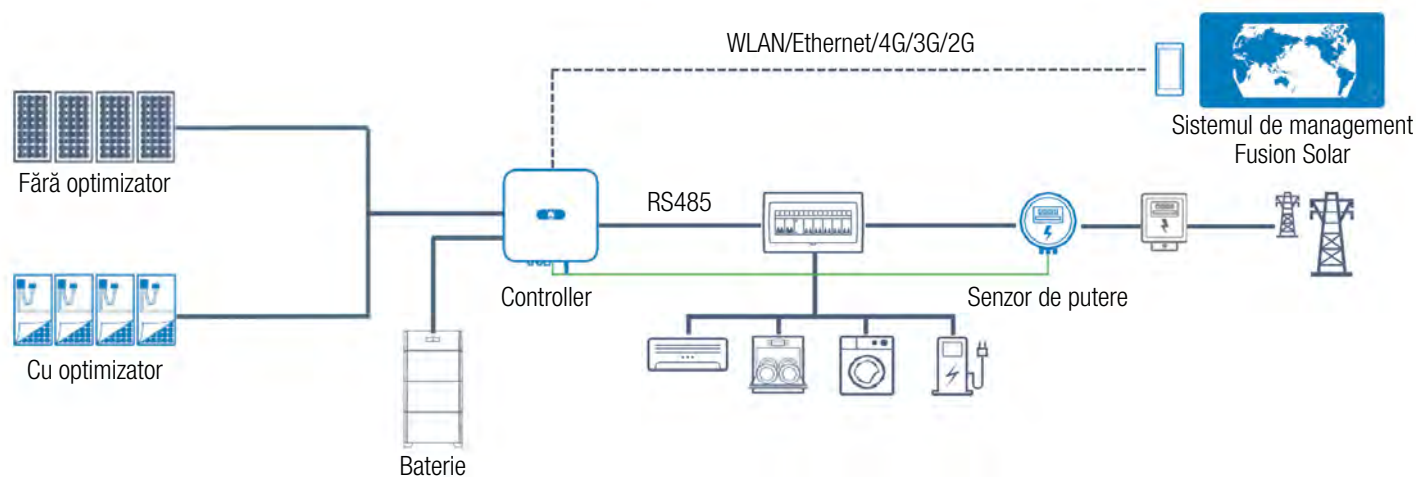 WLAN/Ethernet/4G/3G/2G
Sistemul de management
Fusion Solar
Fără optimizator
RS485
Controller
Senzor de putere
Cu optimizator
Baterie